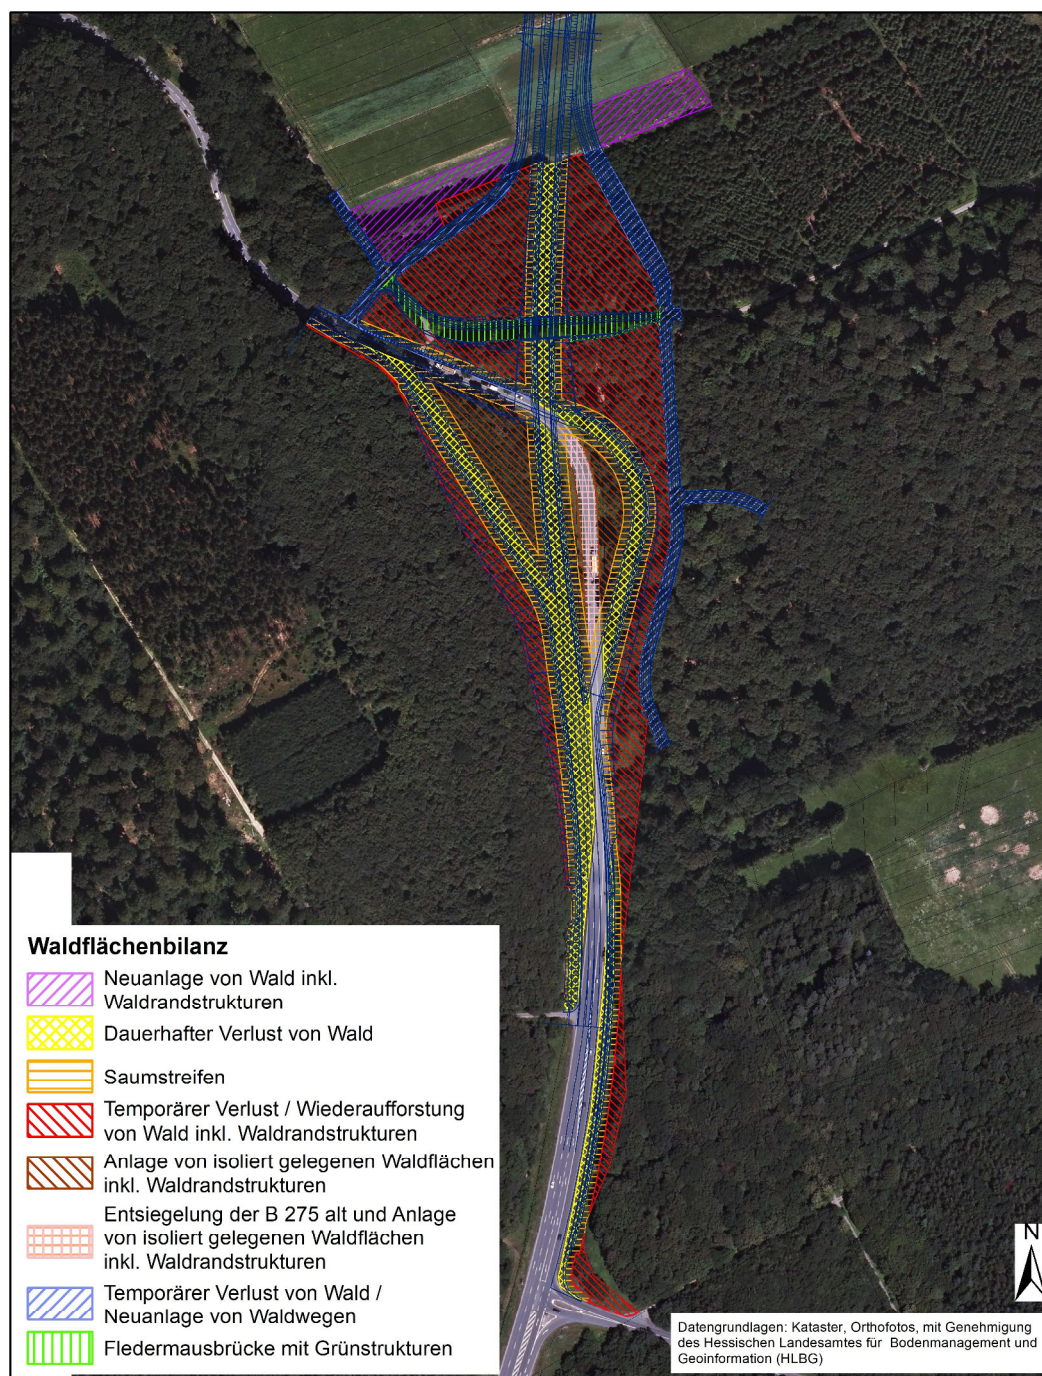 Waldflächenbilanz
Neuanlage von Wald inkl.
Waldrandstrukturen
Dauerhafter Verlust von Wald
Saumstreifen
Temporärer Verlust / Wiederaufforstung
von Wald inkl. Waldrandstrukturen
Anlage von isoliert gelegenen Waldflächen
inkl. Waldrandstrukturen
Entsiegelung der B 275 alt und Anlage
von isoliert gelegenen Waldflächen
inkl. Waldrandstrukturen
Temporärer Verlust von Wald /
Neuanlage von Waldwegen
Fledermausbrücke mit Grünstrukturen
N
Datengrundlagen: Kataster, Orthofotos, mit Genehmigung
des Hessischen Landesamtes für Bodenmanagement und
Geoinformation (HLBG)